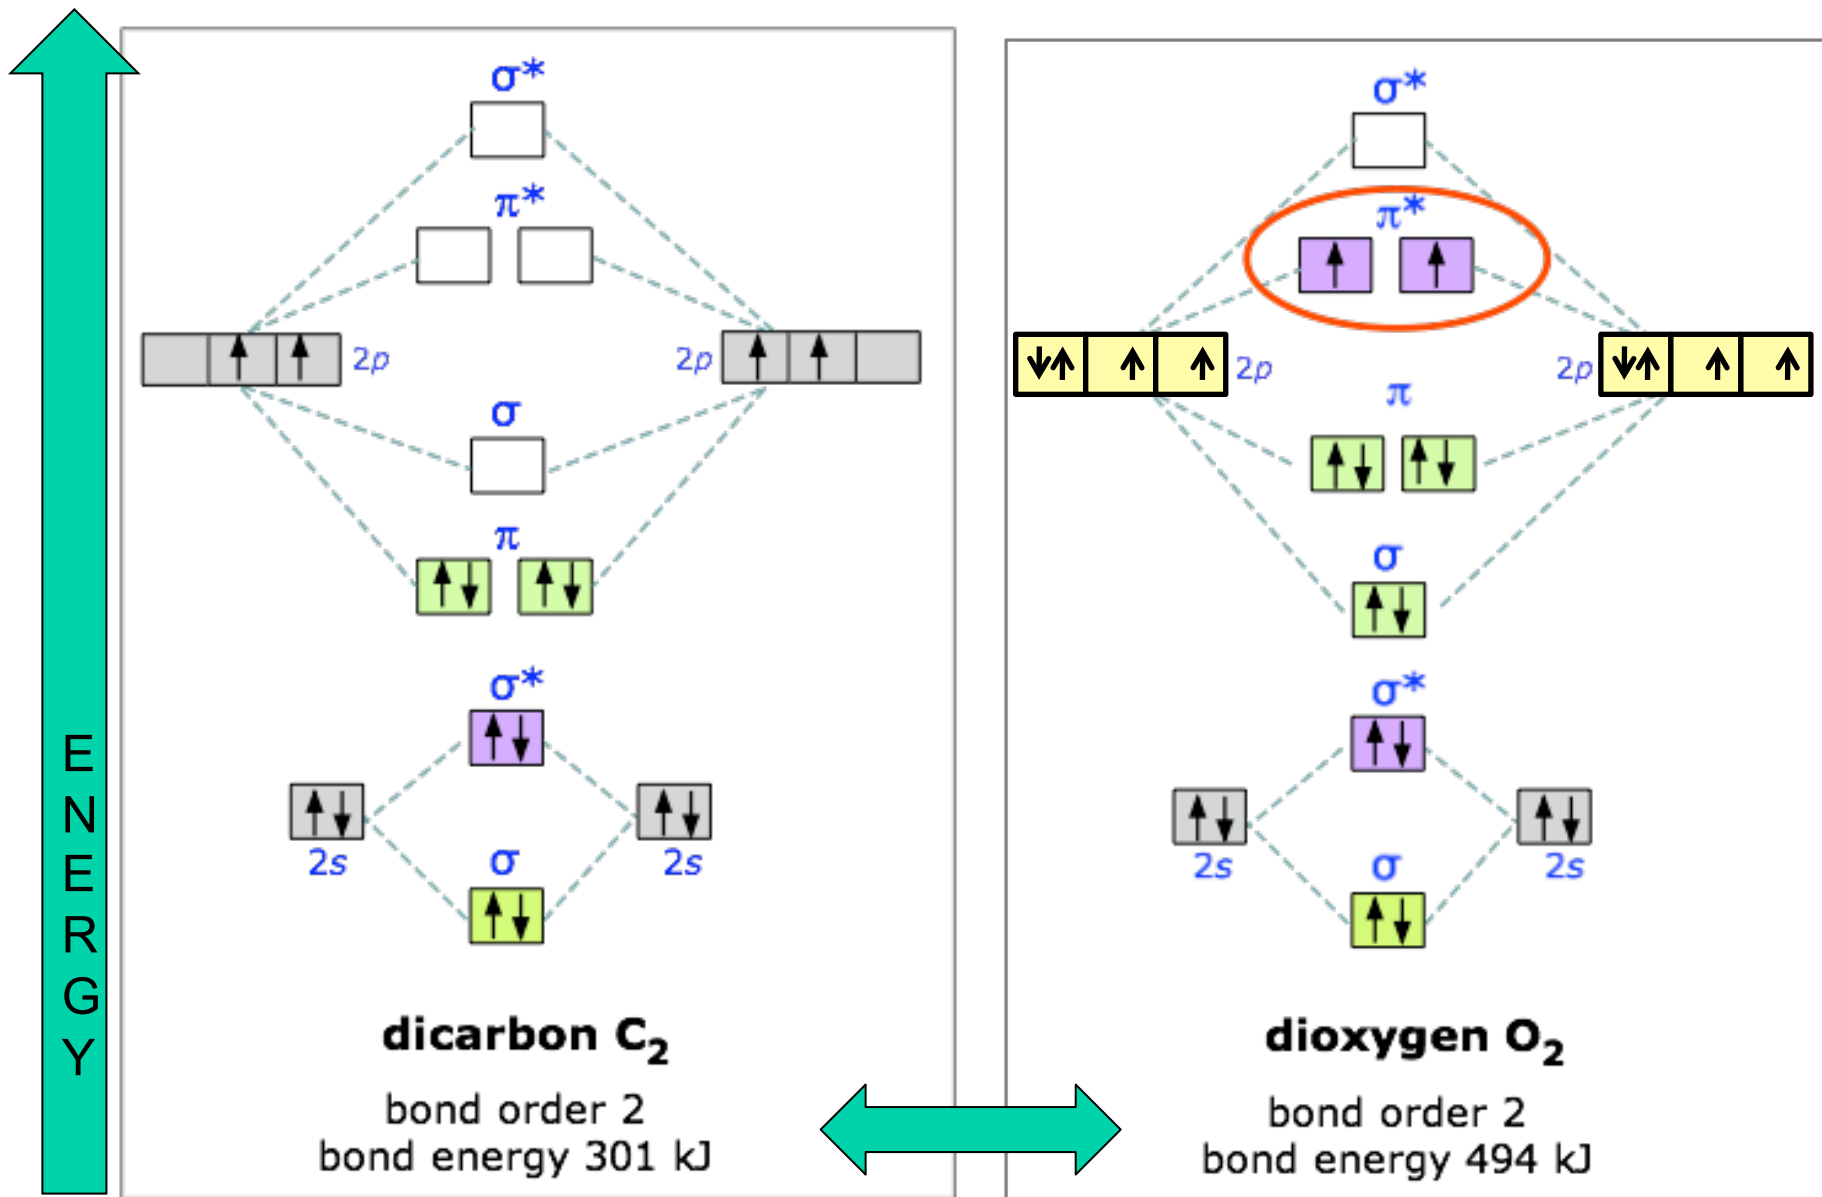 ENERGY
σ*
π*
2p
2p
σ
π
σ*
2s
2s
σ
dicarbon C₂
bond order 2
bond energy 301 kJ
σ*
π*
2p
2p
π
σ
σ*
2s
2s
σ
dioxygen O₂
bond order 2
bond energy 494 kJ